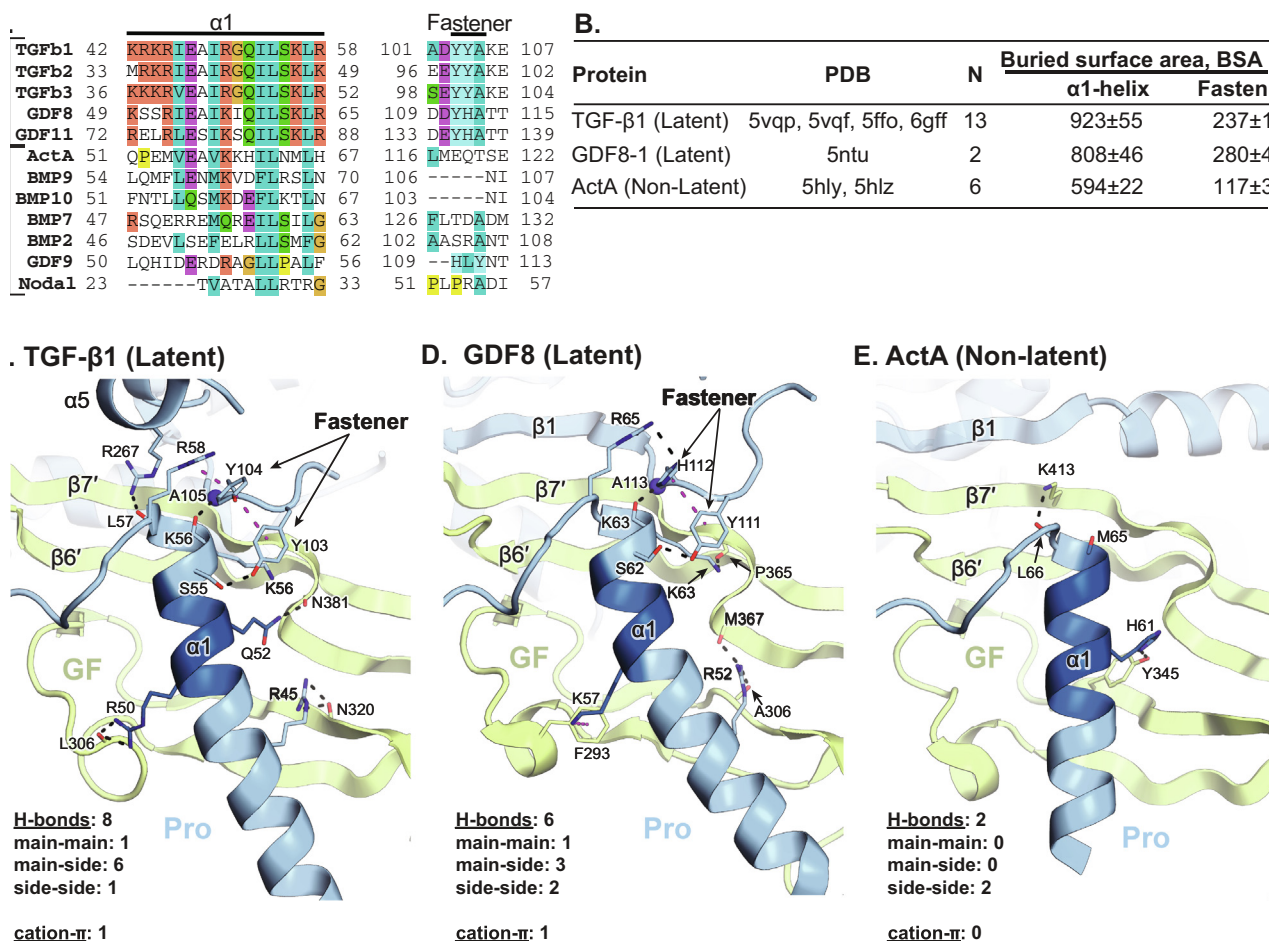 α1 Fastener
TGFb1 42 KRKRIEAIRGQILSKLR 58 101 ADYYAKE 107
TGFb2 33 MRKRIEAIRGQILSKLK 49 96 EEYYAKE 102
TGFb3 36 KKKRVEAIRGQILSKLR 52 98 SEYYAKE 104
GDF8 48 KSSRIEAIKIQILSKLR 65 109 DDYHATT 115
GDF11 72 RELRLESIKSQILSKLR 88 133 DEYHATT 139
ActA 51 QPEMVEAVKKHILNMLH 67 116 LMEQTSE 122
BMP9 54 LQMFLENMKVDFLRSLN 70 106 -----NI 107
BMP10 40 FNTLLQSMKDEFLKTLN 67 103 -----NI 104
BMP7 47 RSQERREMQREILSILG 63 126 FLTDADM 132
BMP2 46 SDEVLSEFELRLLSMFG 62 102 AASRANT 108
GDF9 50 LQHIDERDRAGLLPALF 56 109 --HLYNT 113
Nodal 23 ------TVATALLRTRG 33 51 PLPRADI 57
B.
Buried surface area, BSA
Protein PDB N α1-helix Fasten
TGF-β1 (Latent) 5vqp, 5vqf, 5ffo, 6gff 13 923±55 237±1
GDF8-1 (Latent) 5ntu 2 808±46 280±4
ActA (Non-Latent) 5hly, 5hlz 6 594±22 117±3
. TGF-β1 (Latent)
α5
Fastener
R267
R58
Y104
β7′
A105
L57
K56
Y103
β6′
S55
K56
N381
α1
Q52
GF
R50
R45
N320
L306
H-bonds: 8
main-main: 1
main-side: 6
side-side: 1
cation-π: 1
Pro
D. GDF8 (Latent)
Fastener
R65
β1
H112
β7′
A113
K63
Y111
β6′
S62
K63
P365
M367
α1
GF
R52
K57
A306
F293
H-bonds: 6
main-main: 1
main-side: 3
side-side: 2
cation-π: 1
Pro
E. ActA (Non-latent)
β1
K413
β7′
M65
β6′
L66
H61
α1
GF
Y345
H-bonds: 2
main-main: 0
main-side: 0
side-side: 2
cation-π: 0
Pro